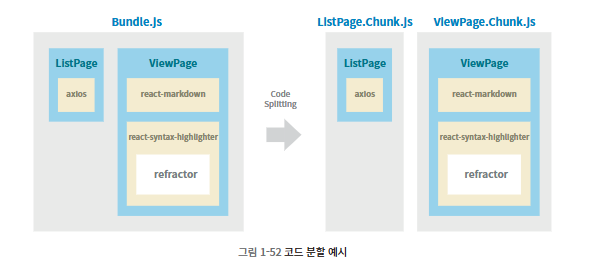 Bundle.js
ListPage
axios
ViewPage
react-markdown
react-syntax-highlighter
refractor
Code
Splitting
ListPage.Chunk.js
ListPage
axios
ViewPage.Chunk.js
ViewPage
react-markdown
react-syntax-highlighter
refractor
그림 1-52 코드 분할 예시